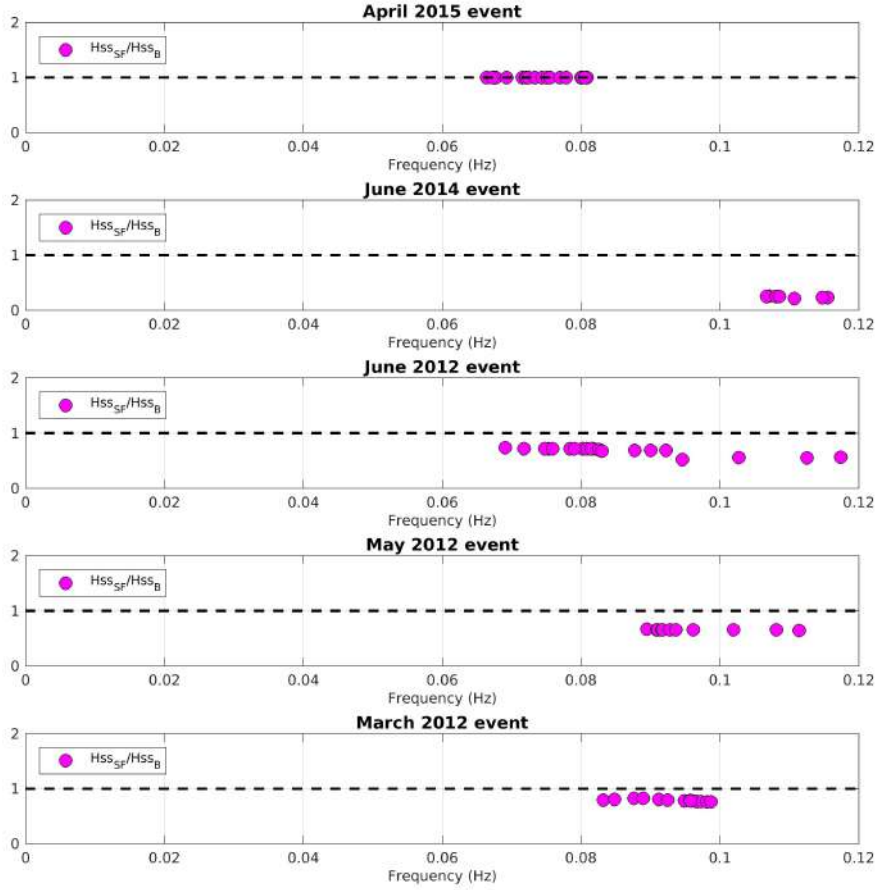 April 2015 event
2
Hss_SF/Hss_B
1
0
0 0.02 0.04 0.06 0.08 0.1 0.12
Frequency (Hz)
June 2014 event
2
Hss_SF/Hss_B
1
0
0 0.02 0.04 0.06 0.08 0.1 0.12
Frequency (Hz)
June 2012 event
2
Hss_SF/Hss_B
1
0
0 0.02 0.04 0.06 0.08 0.1 0.12
Frequency (Hz)
May 2012 event
2
Hss_SF/Hss_B
1
0
0 0.02 0.04 0.06 0.08 0.1 0.12
Frequency (Hz)
March 2012 event
2
Hss_SF/Hss_B
1
0
0 0.02 0.04 0.06 0.08 0.1 0.12
Frequency (Hz)